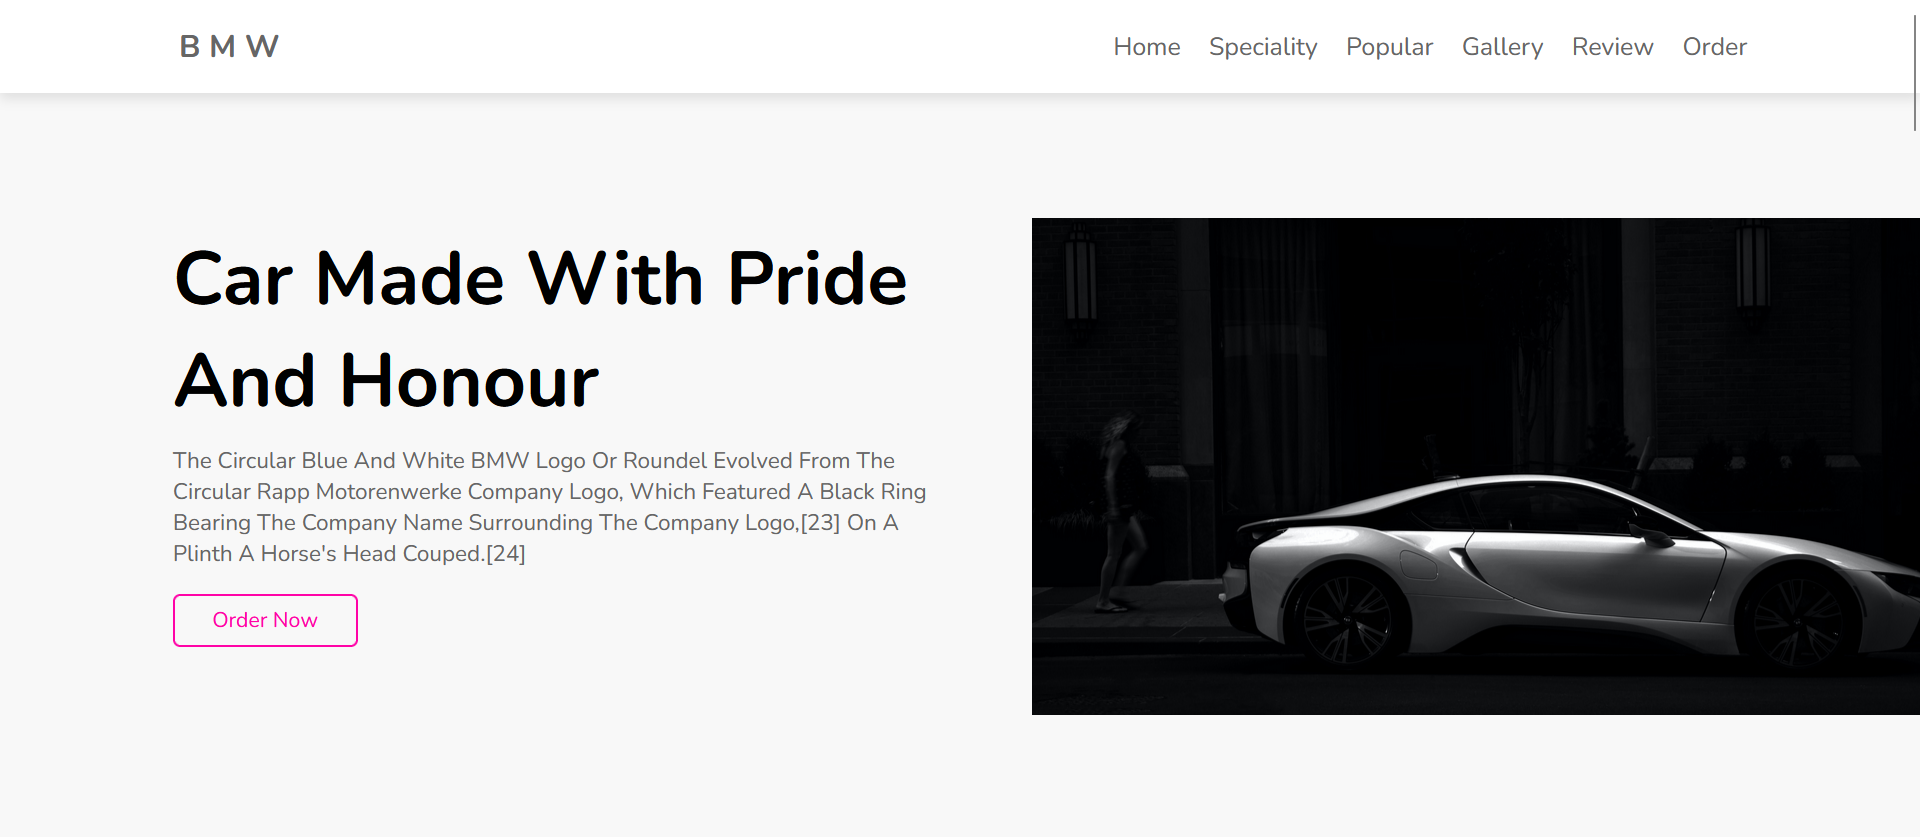 B M W
Home Speciality Popular Gallery Review Order
Car Made With Pride
And Honour
The Circular Blue And White BMW Logo Or Roundel Evolved From The
Circular Rapp Motorenwerke Company Logo, Which Featured A Black Ring
Bearing The Company Name Surrounding The Company Logo,[23] On A
Plinth A Horse's Head Couped.[24]
Order Now